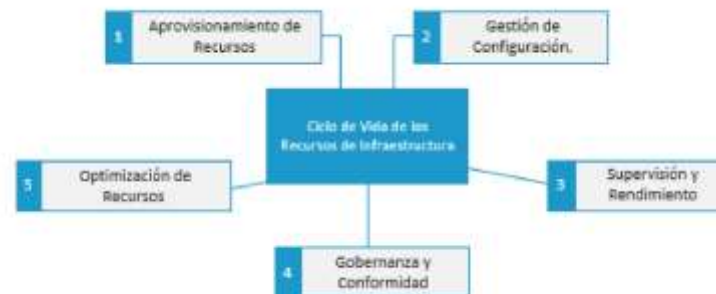 1
Aprovisionamiento de
Recursos
2
Gestión de
Configuración.
Ciclo de Vida de los
Recursos de Infraestructura
5
Optimización de
Recursos
3
Supervisión y
Rendimiento
4
Gobernanza y
Conformidad